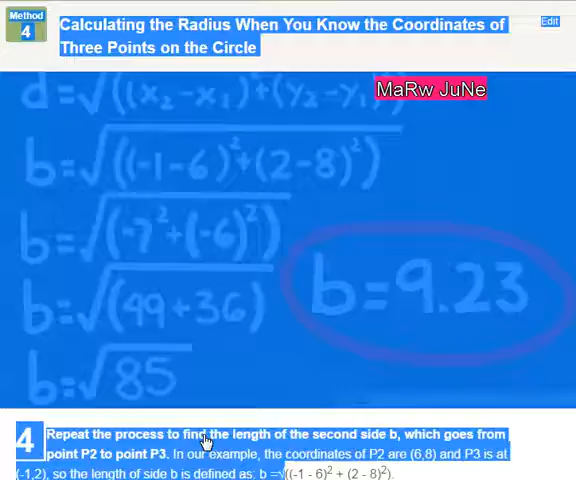 Method
4
Calculating the Radius When You Know the Coordinates of
Three Points on the Circle
Edit
MaRw JuNe
d=√((x₂-x₁)²+(y₂-y₁)²)
b=√((-1-6)²+(2-8)²)
b=√(-7²+(-6)²)
b=√(49+36)
b=9.23
b=√85
4
Repeat the process to find the length of the second side b, which goes from
point P2 to point P3. In our example, the coordinates of P2 are (6,8) and P3 is at
(-1,2), so the length of side b is defined as: b =√((-1 - 6)² + (2 - 8)²).